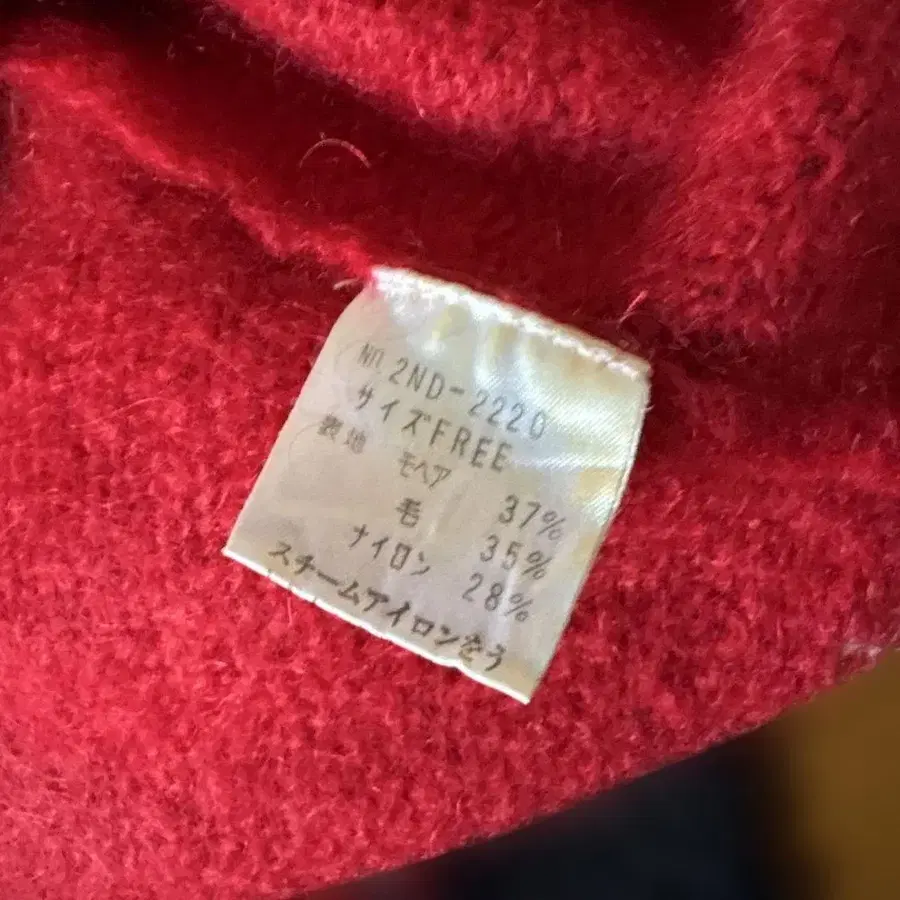 No. 2ND-2220
サイズFREE
表地 モヘア 37%
毛 35%
ナイロン 28%
スチームアイロンをう